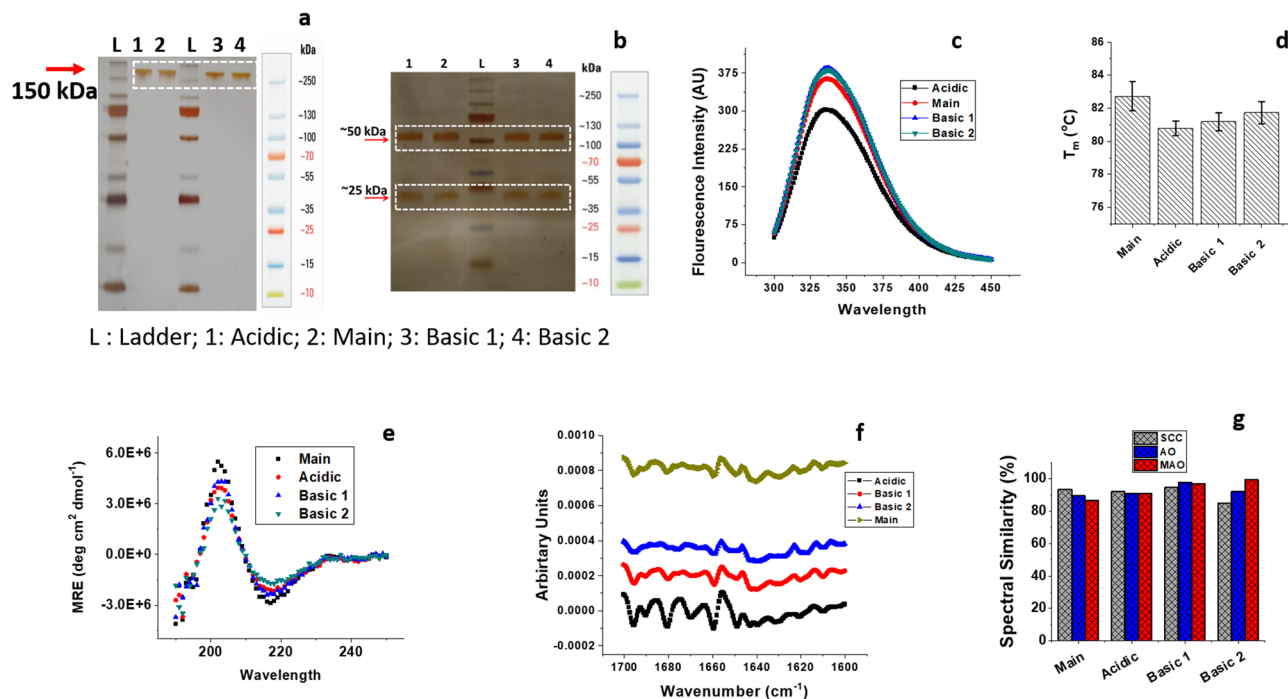 a
L 1 2 L 3 4
150 kDa
kDa
~250
~130
~100
~70
~55
~35
~25
~15
~10
b
1 2 L 3 4
kDa
~50 kDa
~25 kDa
~250
~130
~100
~70
~55
~35
~25
~15
~10
L : Ladder; 1: Acidic; 2: Main; 3: Basic 1; 4: Basic 2
c
Flourescence Intensity (AU)
375
300
225
150
75
0
Acidic
Main
Basic 1
Basic 2
300 325 350 375 400 425 450
Wavelength
d
Tm (°C)
86
84
82
80
78
76
Main
Acidic
Basic 1
Basic 2
e
MRE (deg cm2 dmol-1)
6.0E+6
3.0E+6
0.0E+0
-3.0E+6
Main
Acidic
Basic 1
Basic 2
200 220 240
Wavelength
f
Arbirtary Units
0.0010
0.0008
0.0006
0.0004
0.0002
0.0000
-0.0002
Acidic
Basic 1
Basic 2
Main
1700 1680 1660 1640 1620 1600
Wavenumber (cm-1)
g
SCC
AO
MAO
Spectral Similarity (%)
100
80
60
40
20
0
Main
Acidic
Basic 1
Basic 2